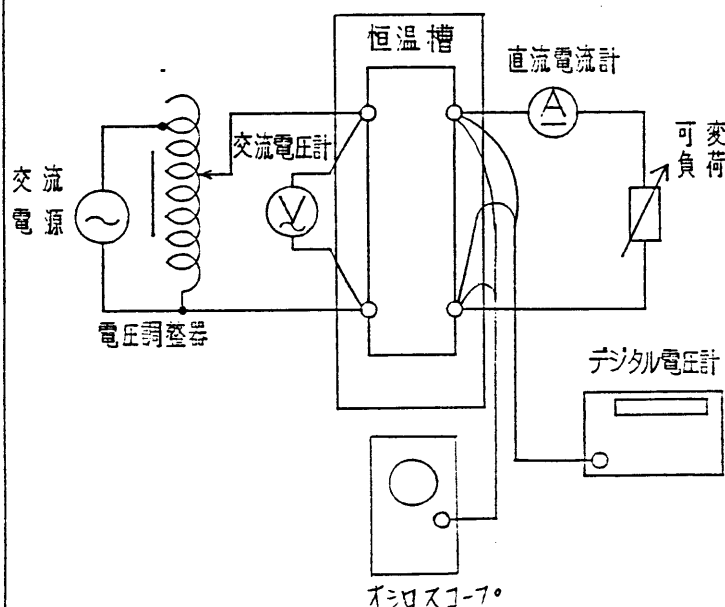 恒温槽
直流電流計
A
可変
負荷
交流電圧計
V
交流
電源
電圧調整器
デジタル電圧計
オシロスコープ